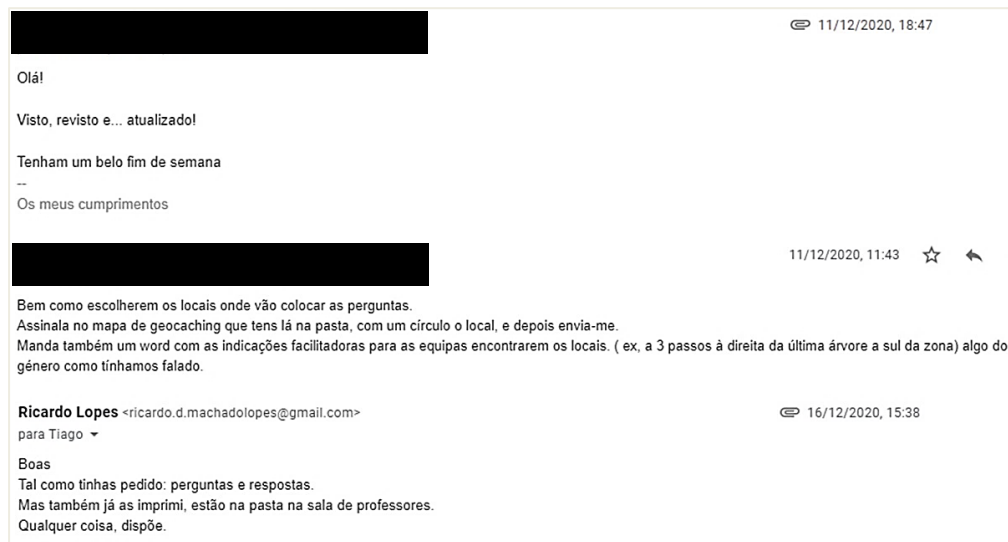 11/12/2020, 18:47
Olá!
Visto, revisto e... atualizado!
Tenham um belo fim de semana
--
Os meus cumprimentos
11/12/2020, 11:43
Bem como escolherem os locais onde vão colocar as perguntas.
Assinala no mapa de geocaching que tens lá na pasta, com um círculo o local, e depois envia-me.
Manda também um word com as indicações facilitadoras para as equipas encontrarem os locais. ( ex, a 3 passos à direita da última árvore a sul da zona) algo do
género como tínhamos falado.
Ricardo Lopes <ricardo.d.machadolopes@gmail.com> 16/12/2020, 15:38
para Tiago
Boas
Tal como tinhas pedido: perguntas e respostas.
Mas também já as imprimi, estão na pasta na sala de professores.
Qualquer coisa, dispõe.